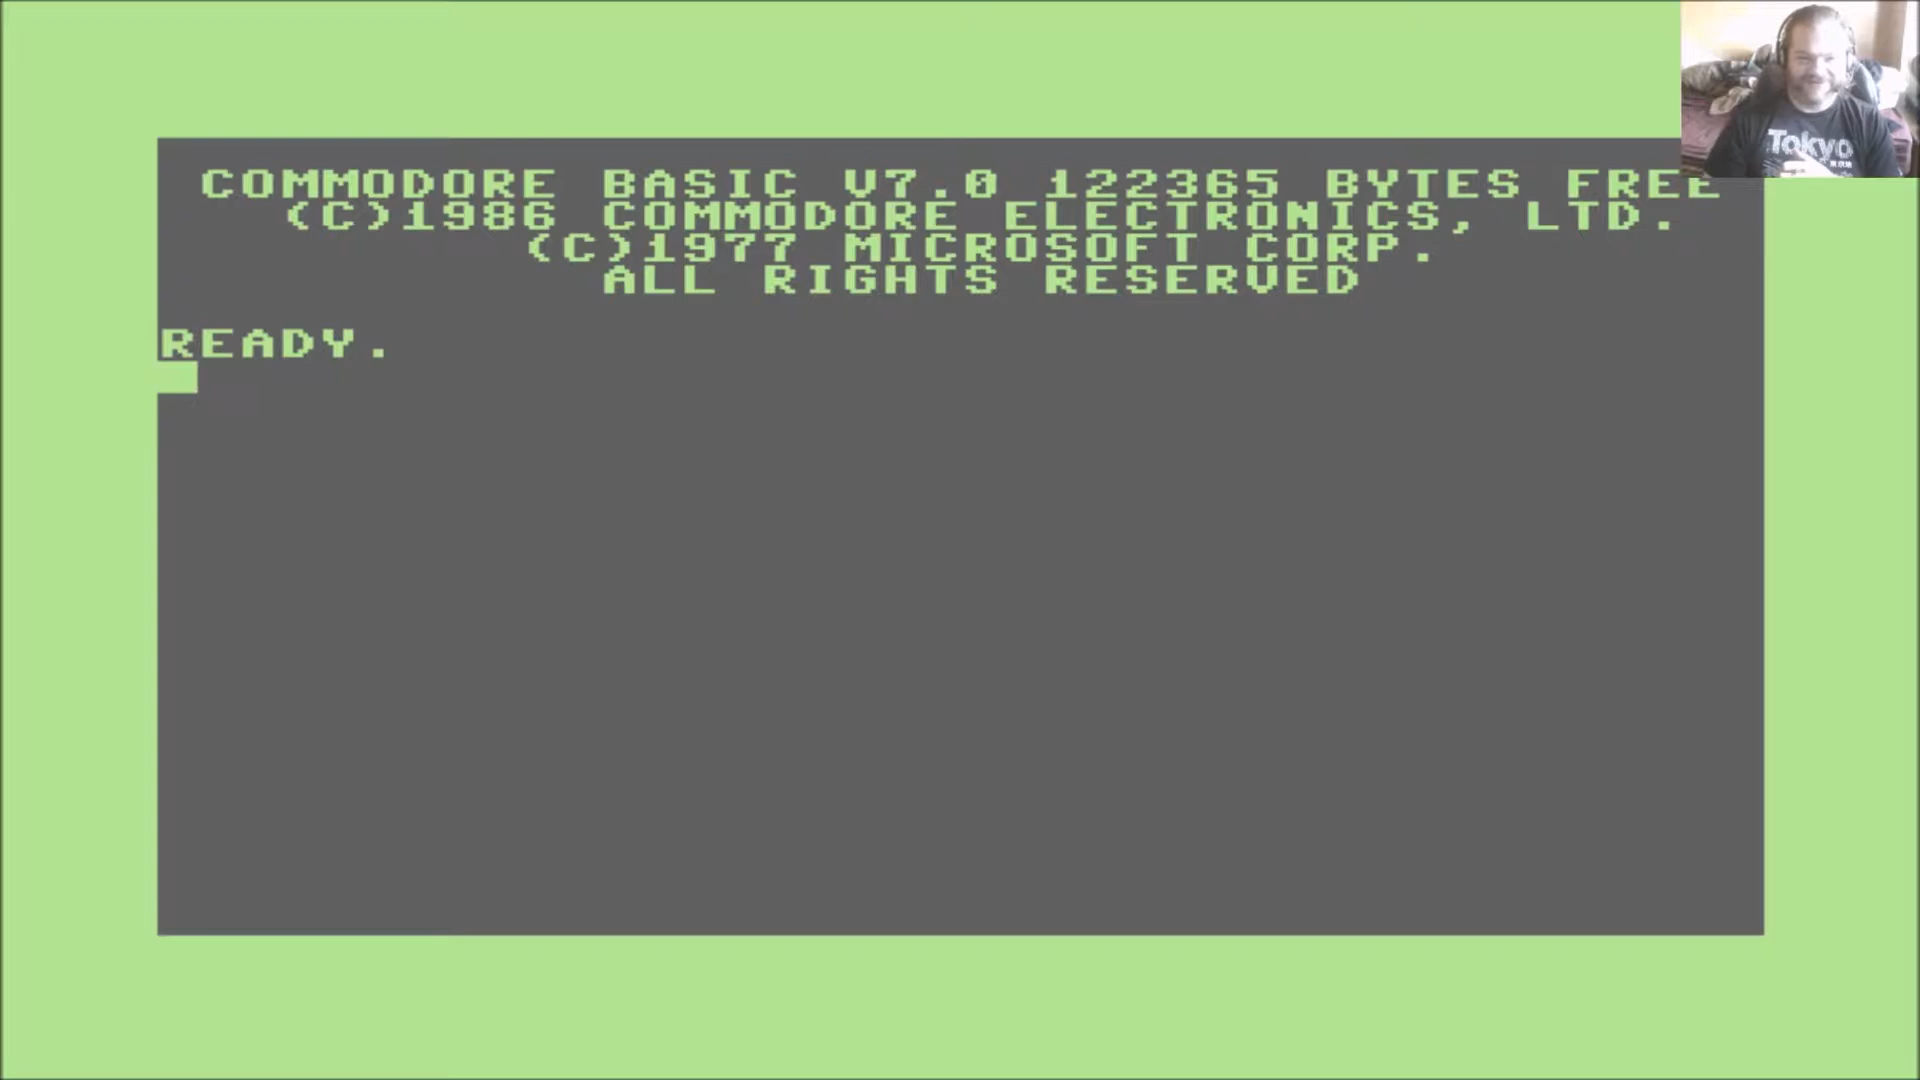 COMMODORE BASIC V7.0 122365 BYTES FREE
(C)1986 COMMODORE ELECTRONICS, LTD.
(C)1977 MICROSOFT CORP.
ALL RIGHTS RESERVED
READY.
Tokyo